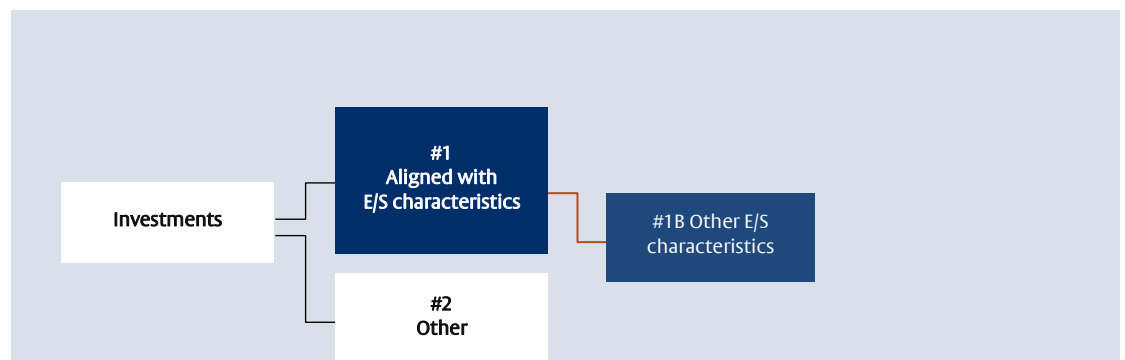 #1
Aligned with
E/S characteristics
Investments
#1B Other E/S
characteristics
#2
Other